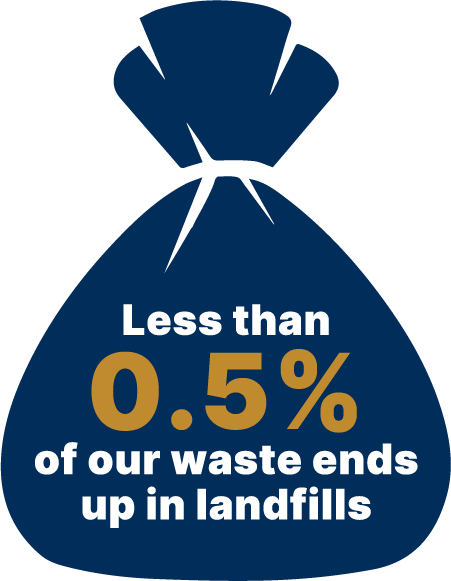 Less than
0.5%
of our waste ends
up in landfills